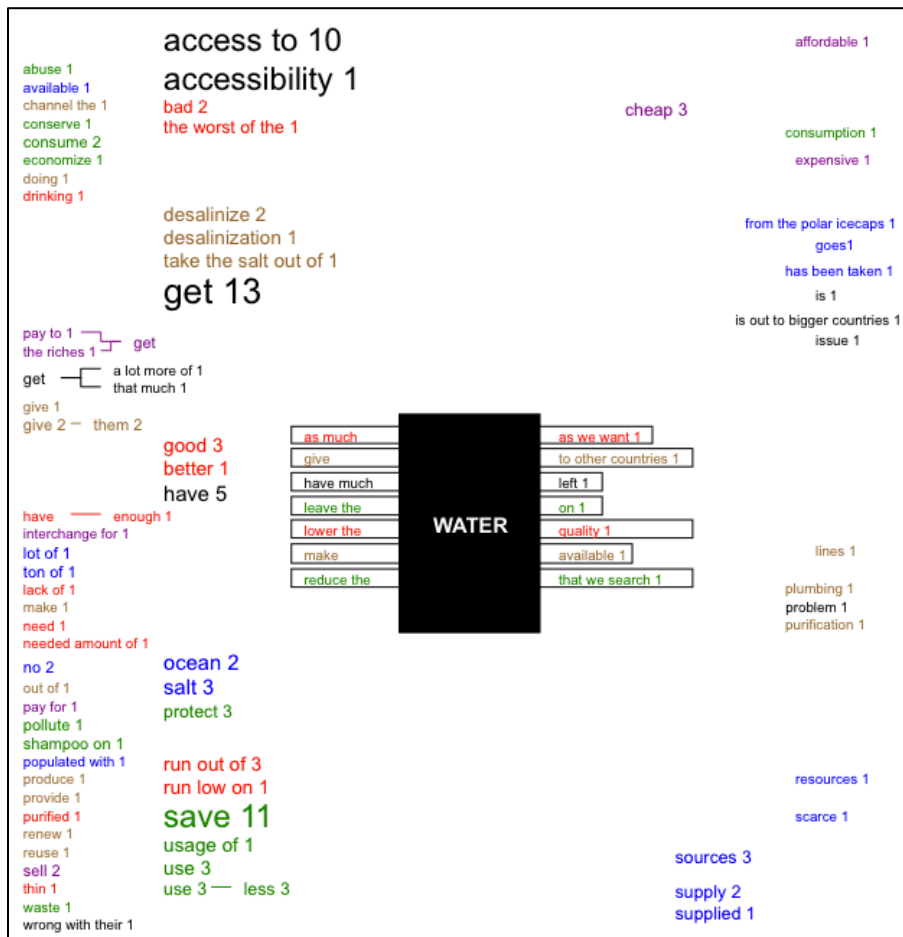 access to 10
accessibility 1
bad 2
the worst of the 1
abuse 1
available 1
channel the 1
conserve 1
consume 2
economize 1
doing 1
drinking 1
desalinize 2
desalinization 1
take the salt out of 1
get 13
pay to 1
the riches 1
get
get
a lot more of 1
that much 1
give 1
give 2 them 2
good 3
better 1
have 5
have enough 1
interchange for 1
lot of 1
ton of 1
lack of 1
make 1
need 1
needed amount of 1
no 2
out of 1
pay for 1
pollute 1
shampoo on 1
populated with 1
produce 1
provide 1
purified 1
renew 1
reuse 1
sell 2
thin 1
waste 1
wrong with their 1
ocean 2
salt 3
protect 3
run out of 3
run low on 1
save 11
usage of 1
use 3
use 3 less 3
as much
give
have much
leave the
lower the
make
reduce the
WATER
as we want 1
to other countries 1
left 1
on 1
quality 1
available 1
that we search 1
affordable 1
cheap 3
consumption 1
expensive 1
from the polar icecaps 1
goes1
has been taken 1
is 1
is out to bigger countries 1
issue 1
lines 1
plumbing 1
problem 1
purification 1
resources 1
scarce 1
sources 3
supply 2
supplied 1